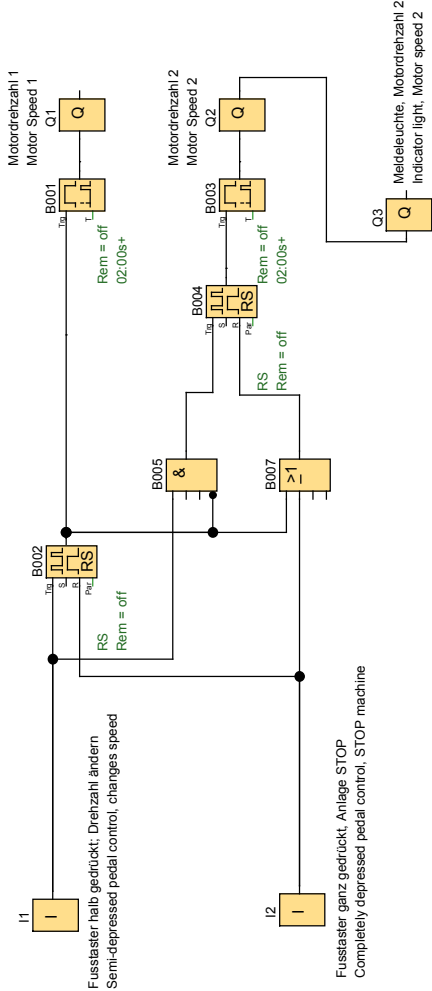 I1
I
Fusstaster halb gedrückt; Drehzahl ändern
Semi-depressed pedal control, changes speed
B002
Trg
S
R
Par
RS
RS
Rem = off
Motordrehzahl 1
Motor Speed 1
B001
Trg
T
Rem = off
02:00s+
Q1
Q
B005
&
B004
Trg
S
R
Par
RS
RS
Rem = off
Motordrehzahl 2
Motor Speed 2
B003
Trg
T
Rem = off
02:00s+
Q2
Q
I2
I
Fusstaster ganz gedrückt, Anlage STOP
Completely depressed pedal control, STOP machine
B007
≥1
Q3
Q
Meldeleuchte, Motordrehzahl 2
Indicator light, Motor speed 2